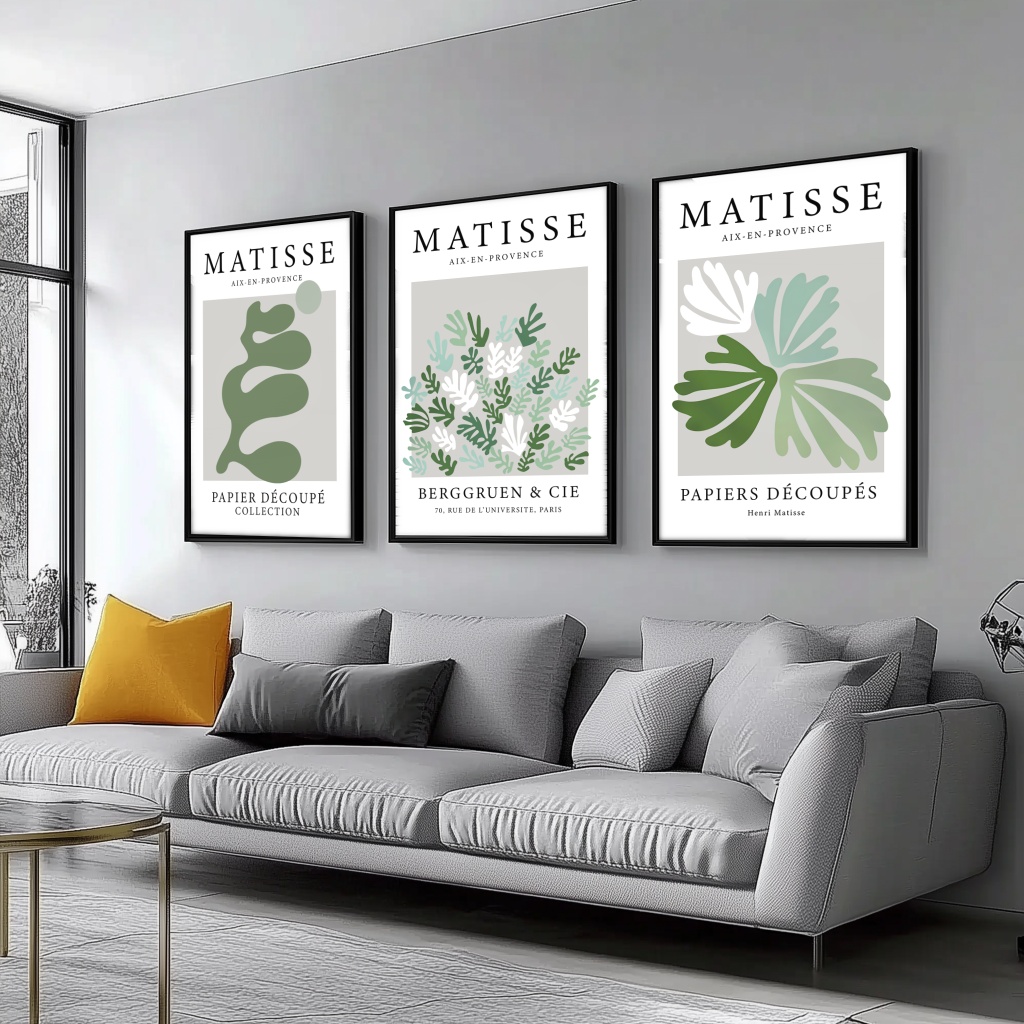 MATISSE
AIX-EN-PROVENCE
PAPIER DÉCOUPÉ
COLLECTION
MATISSE
AIX-EN-PROVENCE
BERGGRUEN & CIE
70, RUE DE L'UNIVERSITE, PARIS
MATISSE
AIX-EN-PROVENCE
PAPIERS DÉCOUPÉS
Henri Matisse